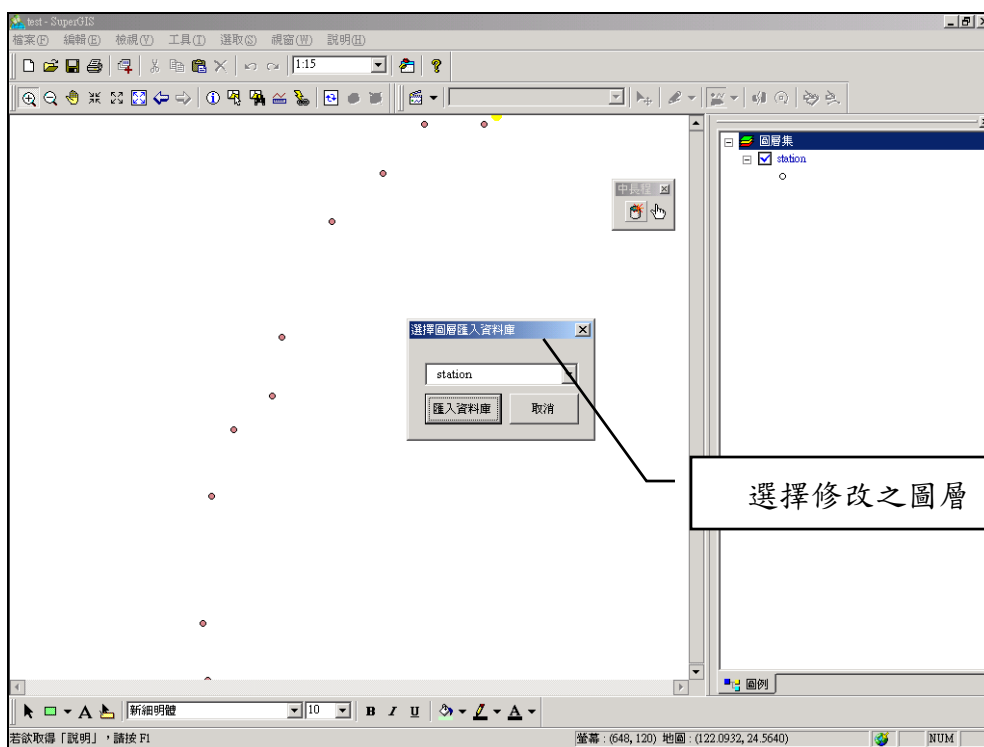 test - SuperGIS
檔案(F) 編輯(E) 檢視(V) 工具(T) 選取(S) 視窗(W) 說明(H)
1:15
圖層集
station
中長程
選擇圖層匯入資料庫
station
匯入資料庫 取消
選擇修改之圖層
圖例
A 新細明體 10 B I U A
若欲取得「說明」，請按 F1 螢幕 : (648, 120) 地圖 : (122.0932, 24.5640) NUM